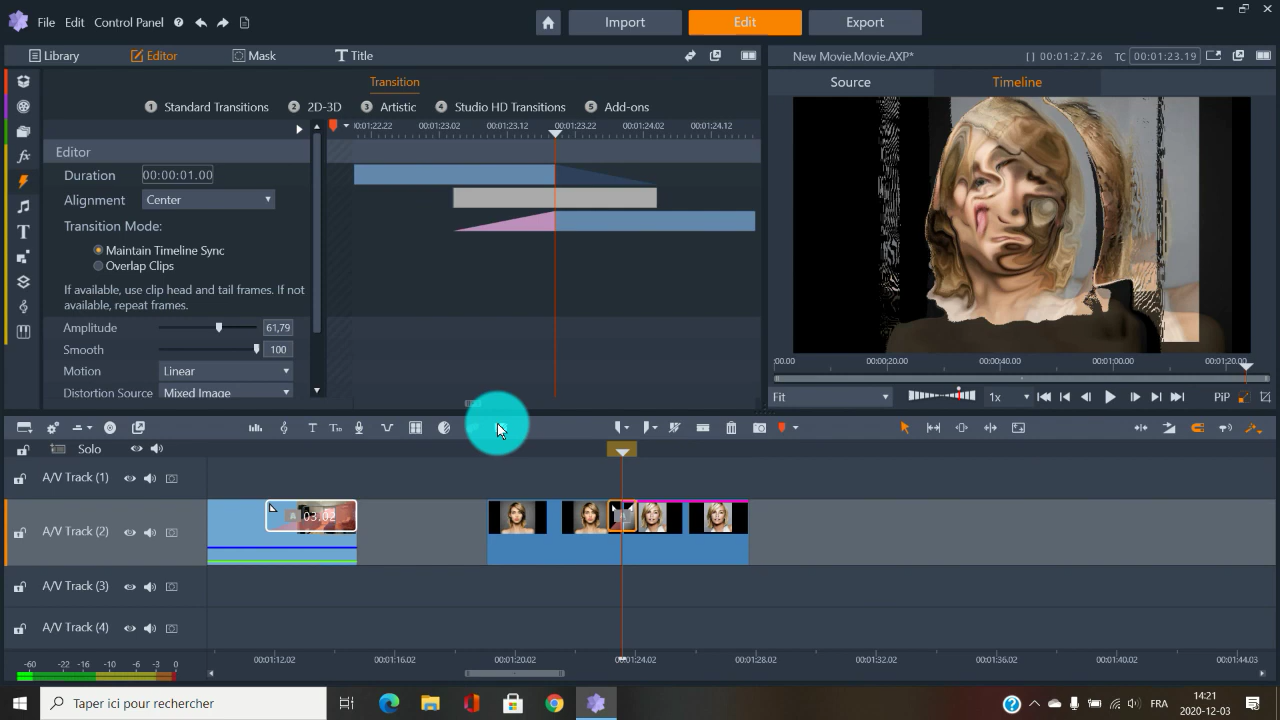 File Edit Control Panel
Import Edit Export
Library Editor Mask Title
New Movie.Movie.AXP* [ ] 00:01:27.26 TC 00:01:23.19
Transition
Source Timeline
1 Standard Transitions 2 2D-3D 3 Artistic 4 Studio HD Transitions 5 Add-ons
00:01:22.22 00:01:23.02 00:01:23.12 00:01:23.22 00:01:24.02 00:01:24.12
Editor
Duration 00:00:01.00
Alignment Center
Transition Mode:
Maintain Timeline Sync
Overlap Clips
If available, use clip head and tail frames. If not
available, repeat frames.
Amplitude 61,79
Smooth 100
Motion Linear
Distortion Source Mixed Image
:00.00 00:00:20.00 00:00:40.00 00:01:00.00 00:01:20.00
Fit 1x PiP
Solo
A/V Track (1)
A/V Track (2)
A 03.02
A
A/V Track (3)
A/V Track (4)
-60 -22 -16 -10 -6 -3 0
00:01:12.02 00:01:16.02 00:01:20.02 00:01:24.02 00:01:28.02 00:01:32.02 00:01:36.02 00:01:40.02 00:01:44.03
Taper ici pour rechercher
FRA
14:21
2020-12-03